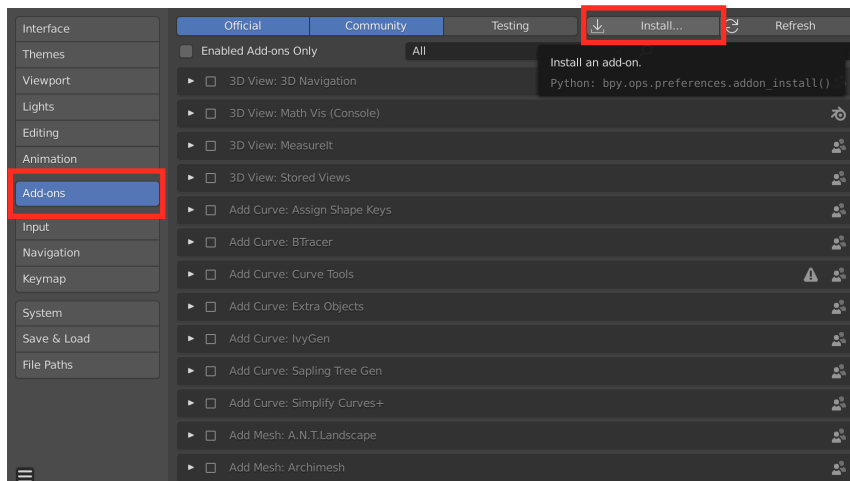 Interface
Themes
Viewport
Lights
Editing
Animation
Add-ons
Input
Navigation
Keymap
System
Save & Load
File Paths
Official Community Testing Install... Refresh
Enabled Add-ons Only All
Install an add-on.
Python: bpy.ops.preferences.addon_install()
3D View: 3D Navigation
3D View: Math Vis (Console)
3D View: MeasureIt
3D View: Stored Views
Add Curve: Assign Shape Keys
Add Curve: BTracer
Add Curve: Curve Tools
Add Curve: Extra Objects
Add Curve: IvyGen
Add Curve: Sapling Tree Gen
Add Curve: Simplify Curves+
Add Mesh: A.N.T.Landscape
Add Mesh: Archimesh